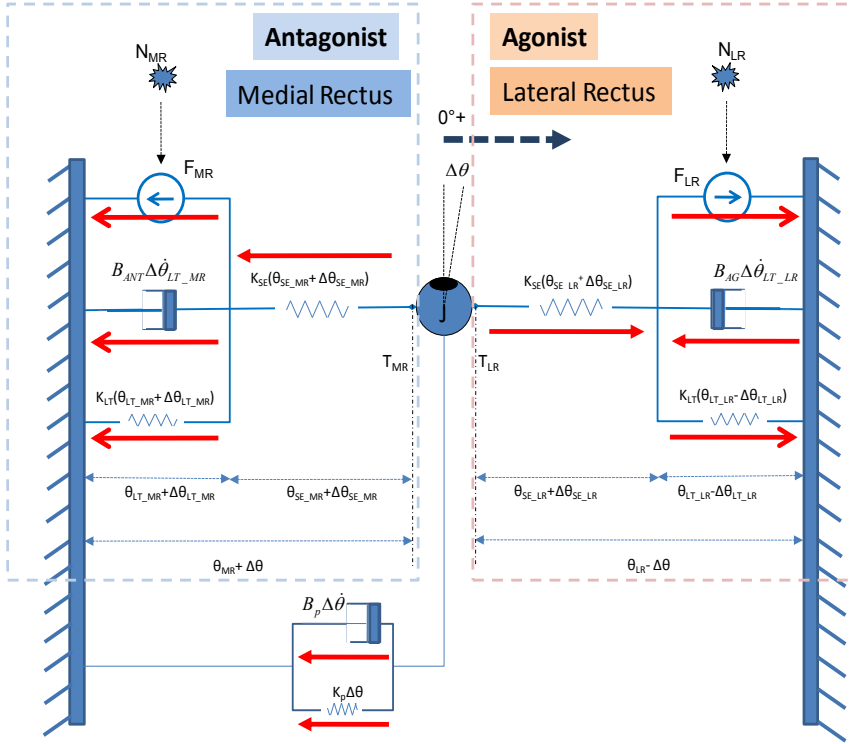 Antagonist
Agonist
N_MR
N_LR
Medial Rectus
Lateral Rectus
0°+
Δθ
F_MR
F_LR
B_ANT Δθ̇_LT_MR
K_SE(θ_SE_MR+ Δθ_SE_MR)
K_SE(θ_SE_LR+ Δθ_SE_LR)
B_AG Δθ̇_LT_LR
J
T_MR
T_LR
K_LT(θ_LT_MR+ Δθ_LT_MR)
K_LT(θ_LT_LR- Δθ_LT_LR)
θ_LT_MR+Δθ_LT_MR
θ_SE_MR+Δθ_SE_MR
θ_SE_LR+Δθ_SE_LR
θ_LT_LR-Δθ_LT_LR
θ_MR+ Δθ
θ_LR- Δθ
B_p Δθ̇
K_p Δθ